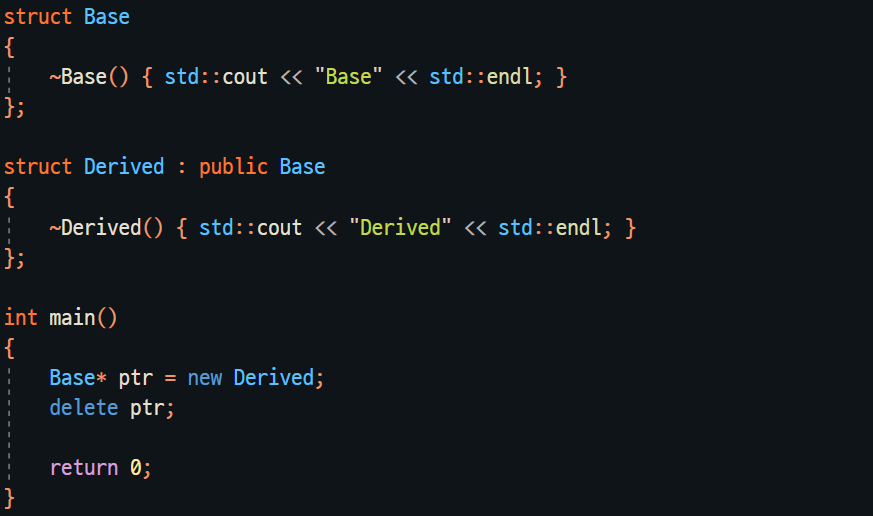 struct Base
{
    ~Base() { std::cout << "Base" << std::endl; }
};

struct Derived : public Base
{
    ~Derived() { std::cout << "Derived" << std::endl; }
};

int main()
{
    Base* ptr = new Derived;
    delete ptr;

    return 0;
}